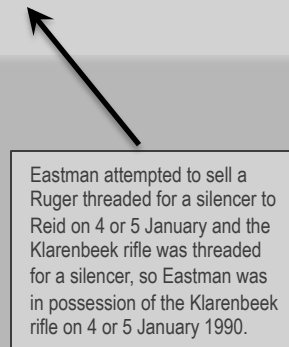 Eastman attempted to sell a
Ruger threaded for a silencer to
Reid on 4 or 5 January and the
Klarenbeek rifle was threaded
for a silencer, so Eastman was
in possession of the Klarenbeek
rifle on 4 or 5 January 1990.